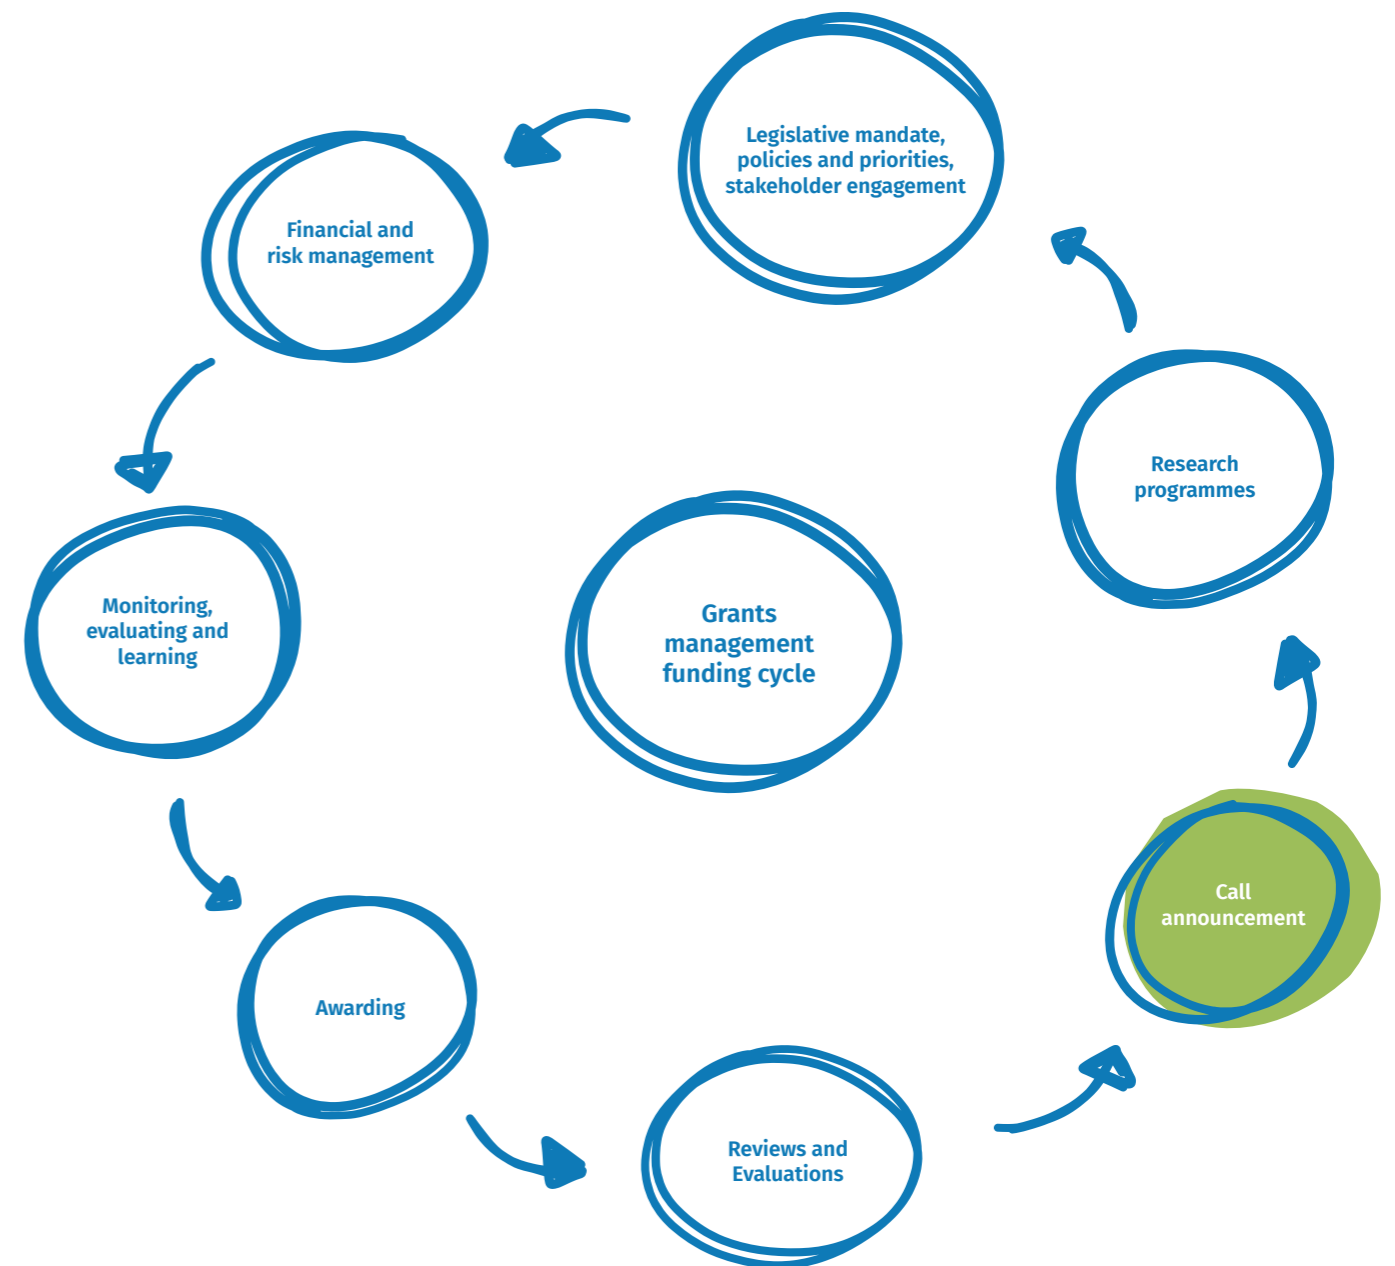 Legislative mandate,
policies and priorities,
stakeholder engagement
Financial and
risk management
Research
programmes
Monitoring,
evaluating and
learning
Grants
management
funding cycle
Call
announcement
Awarding
Reviews and
Evaluations